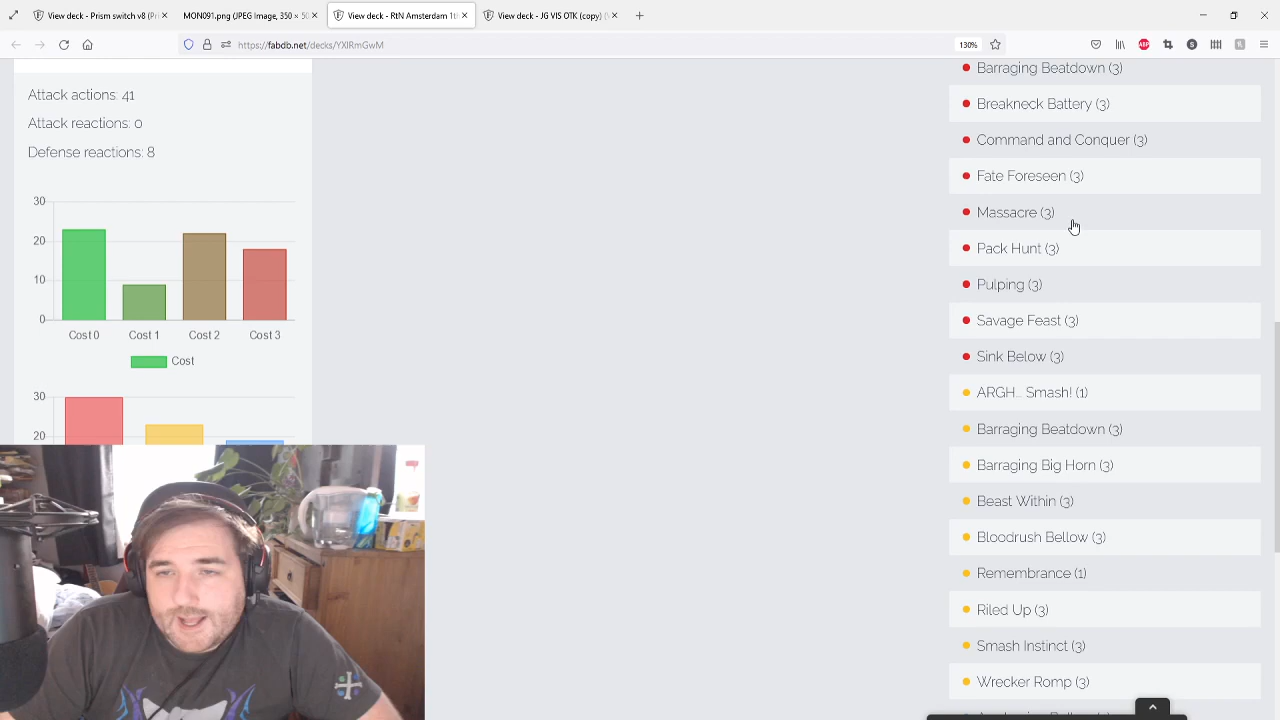 View deck - Prism switch v8 (Pri
MON091.png (JPEG Image, 350 × 50
View deck - RtN Amsterdam 1th
View deck - JG VIS OTK (copy) (V
https://fabdb.net/decks/YXlRmGwM
130%
ABP
S
Attack actions: 41
Attack reactions: 0
Defense reactions: 8
30
20
10
0
Cost 0 Cost 1 Cost 2 Cost 3
Cost
30
20
Barraging Beatdown (3)
Breakneck Battery (3)
Command and Conquer (3)
Fate Foreseen (3)
Massacre (3)
Pack Hunt (3)
Pulping (3)
Savage Feast (3)
Sink Below (3)
ARGH... Smash! (1)
Barraging Beatdown (3)
Barraging Big Horn (3)
Beast Within (3)
Bloodrush Bellow (3)
Remembrance (1)
Riled Up (3)
Smash Instinct (3)
Wrecker Romp (3)